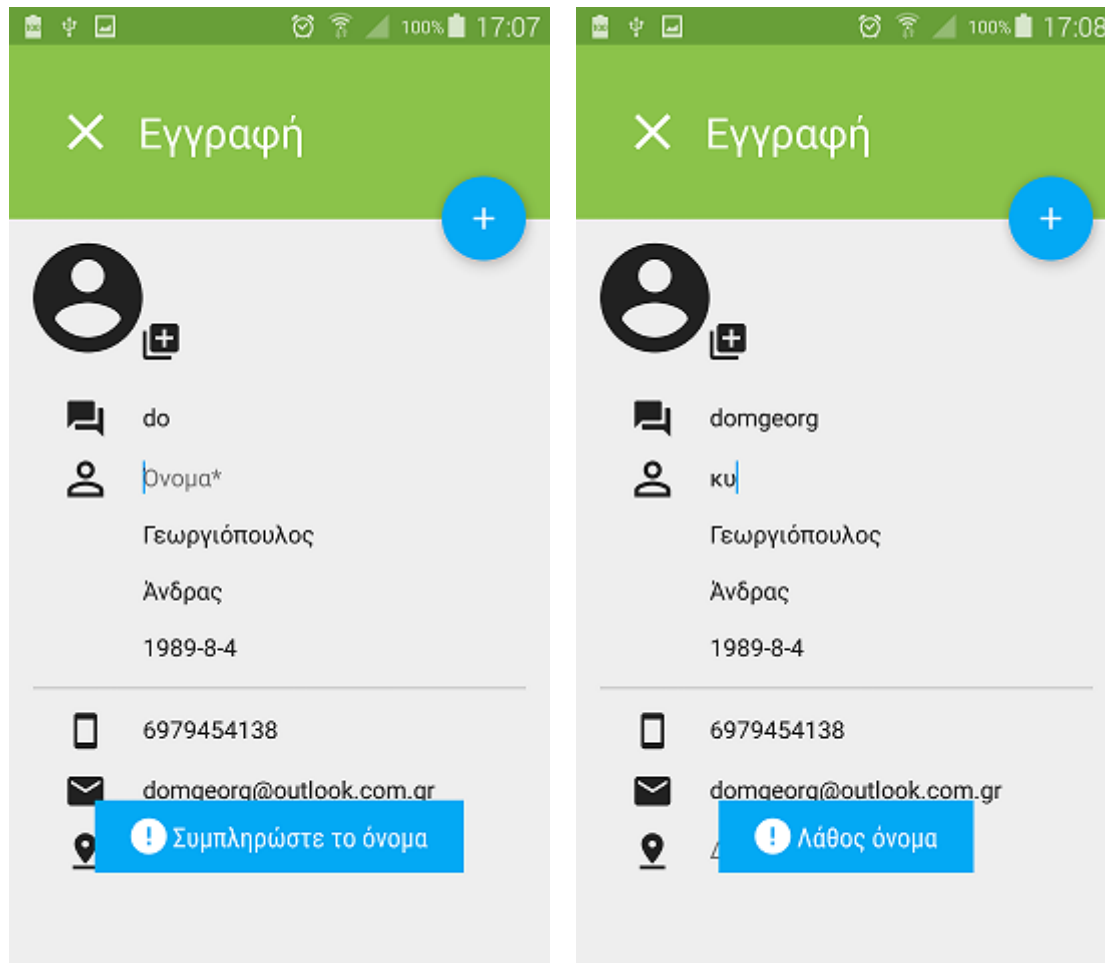 100% 17:07
Εγγραφή
+
do
Όνομα*
Γεωργιόπουλος
Άνδρας
1989-8-4
6979454138
domgeorg@outlook.com.gr
! Συμπληρώστε το όνομα
100% 17:08
Εγγραφή
+
domgeorg
κυ
Γεωργιόπουλος
Άνδρας
1989-8-4
6979454138
domgeorg@outlook.com.gr
! Λάθος όνομα